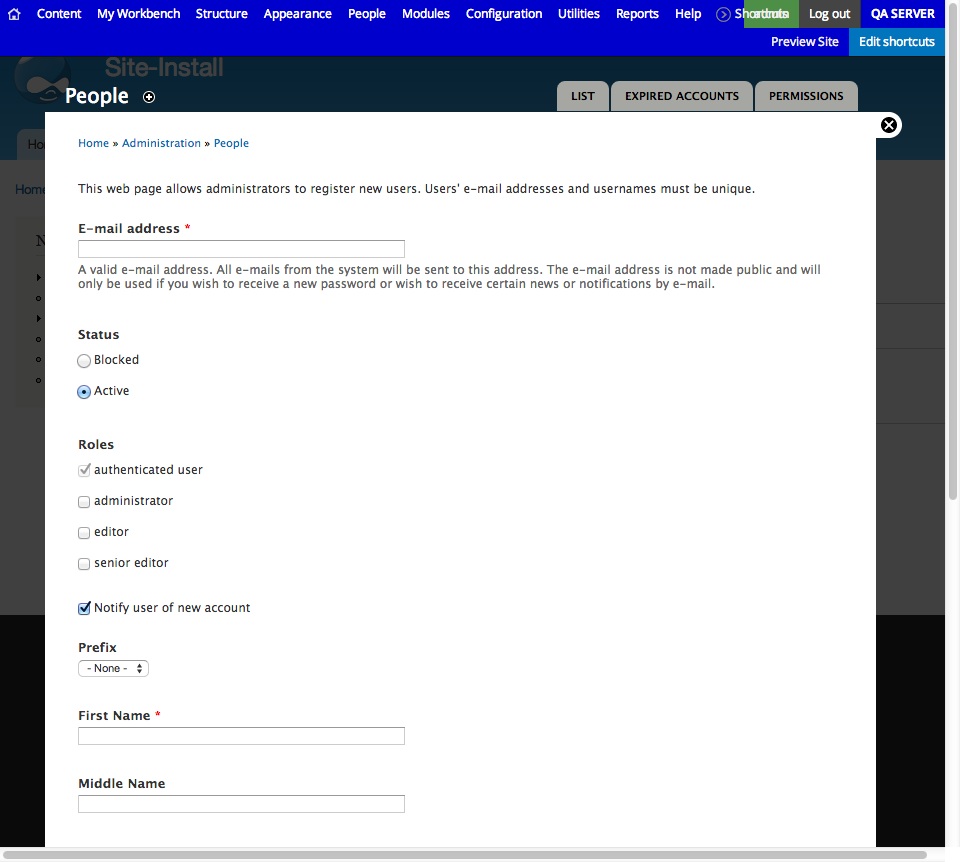 Content My Workbench Structure Appearance People Modules Configuration Utilities Reports Help Shortcuts Log out QA SERVER
Preview Site Edit shortcuts
Site-Install
People
LIST EXPIRED ACCOUNTS PERMISSIONS
Ho
Home » Administration » People
This web page allows administrators to register new users. Users' e-mail addresses and usernames must be unique.
Home
N
E-mail address *
A valid e-mail address. All e-mails from the system will be sent to this address. The e-mail address is not made public and will
only be used if you wish to receive a new password or wish to receive certain news or notifications by e-mail.
Status
Blocked
Active
Roles
authenticated user
administrator
editor
senior editor
Notify user of new account
Prefix
- None -
First Name *
Middle Name